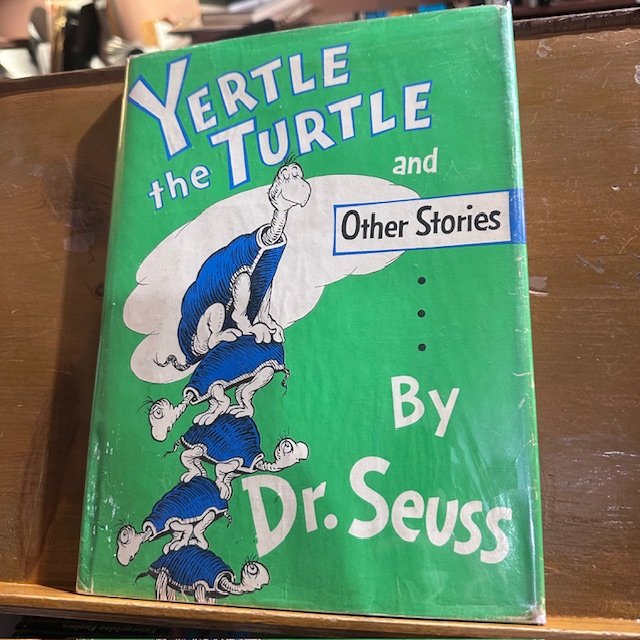 YERTLE
the TURTLE
and
Other Stories
By
Dr. Seuss